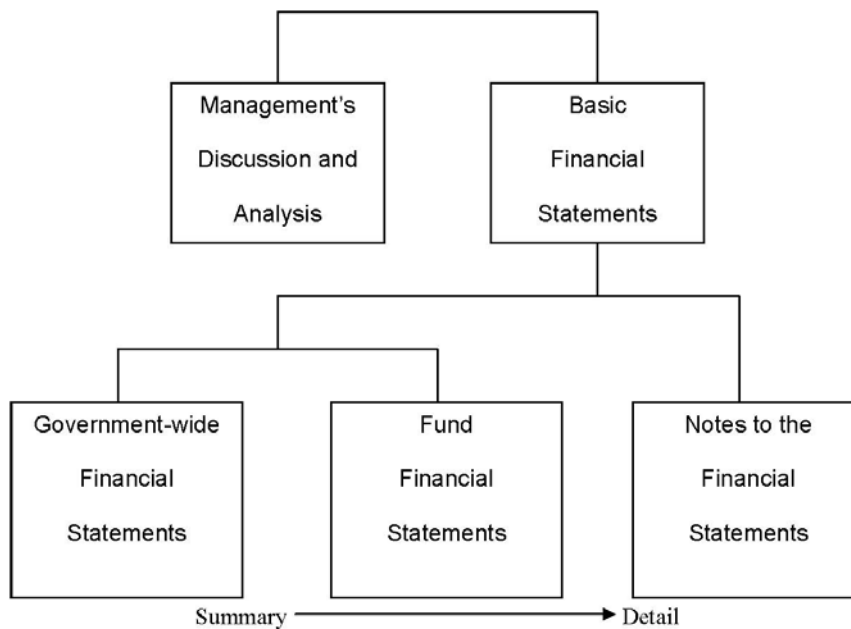 Management’s
Discussion and
Analysis
Basic
Financial
Statements
Government-wide
Financial
Statements
Fund
Financial
Statements
Notes to the
Financial
Statements
Summary
Detail